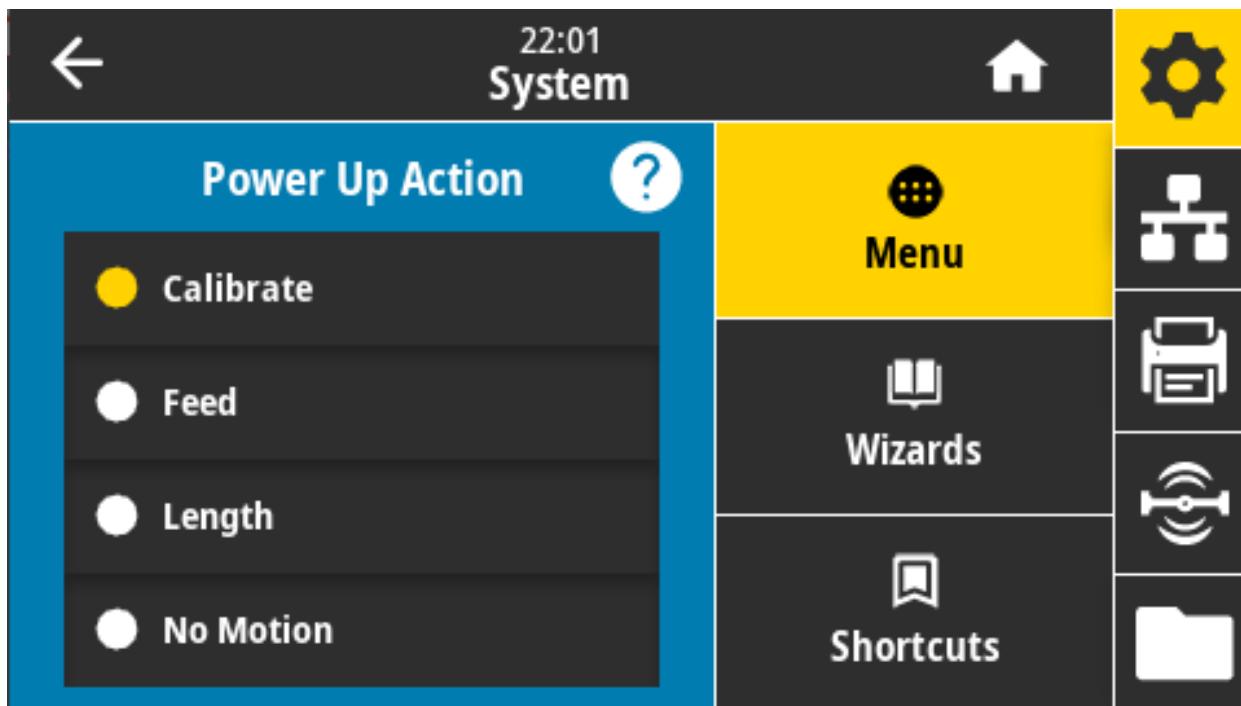 22:01
System
Power Up Action
?
Calibrate
Feed
Length
No Motion
Menu
Wizards
Shortcuts